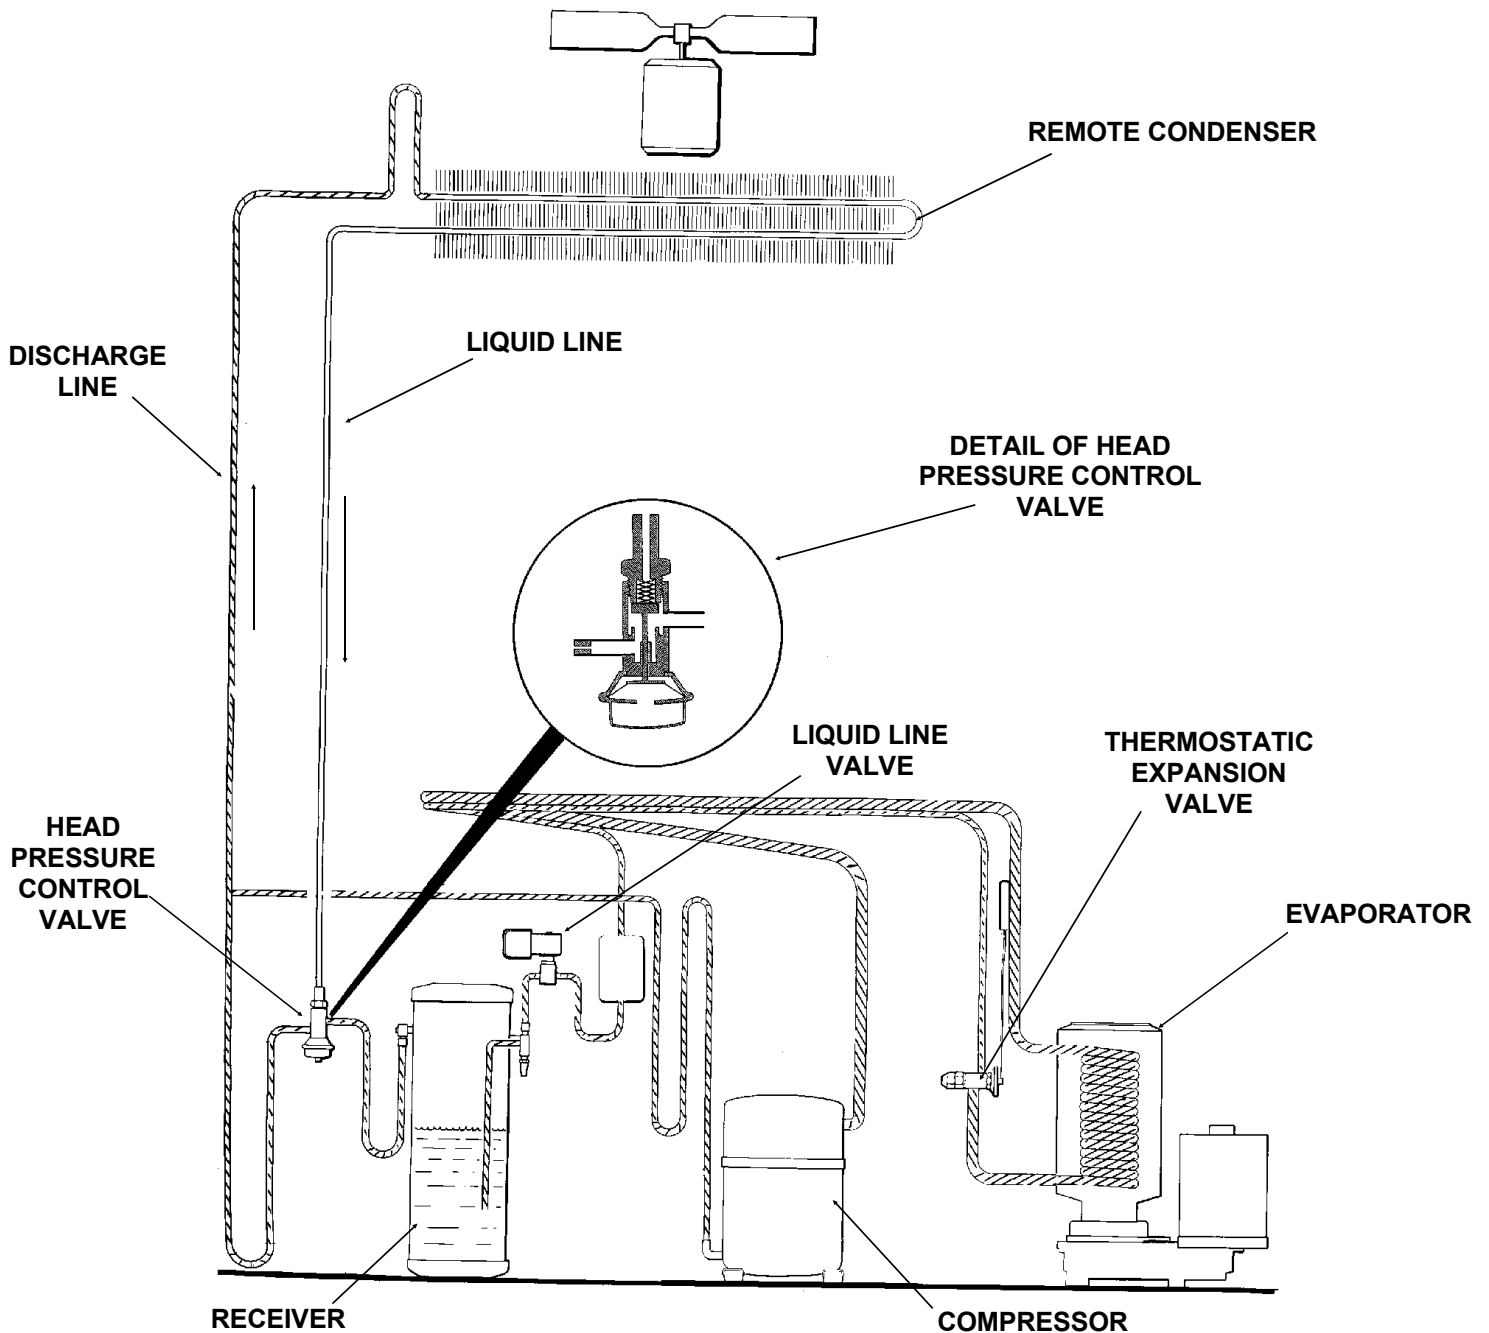 REMOTE CONDENSER
DISCHARGE
LINE
LIQUID LINE
DETAIL OF HEAD
PRESSURE CONTROL
VALVE
LIQUID LINE
VALVE
THERMOSTATIC
EXPANSION
VALVE
HEAD
PRESSURE
CONTROL
VALVE
EVAPORATOR
RECEIVER
COMPRESSOR